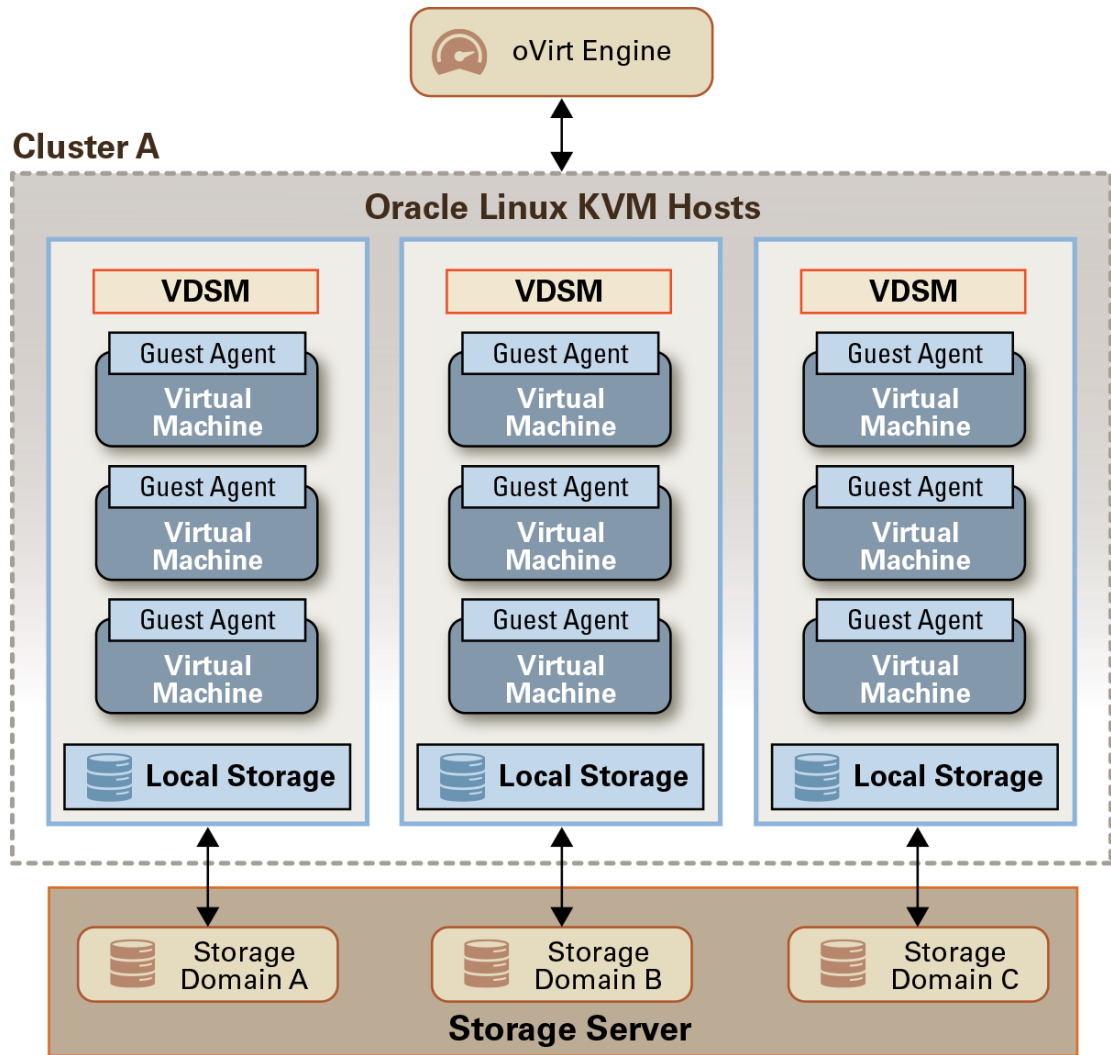 oVirt Engine
Cluster A
Oracle Linux KVM Hosts
VDSM
Guest Agent
Virtual
Machine
Guest Agent
Virtual
Machine
Guest Agent
Virtual
Machine
Local Storage
VDSM
Guest Agent
Virtual
Machine
Guest Agent
Virtual
Machine
Guest Agent
Virtual
Machine
Local Storage
VDSM
Guest Agent
Virtual
Machine
Guest Agent
Virtual
Machine
Guest Agent
Virtual
Machine
Local Storage
Storage
Domain A
Storage
Domain B
Storage
Domain C
Storage Server